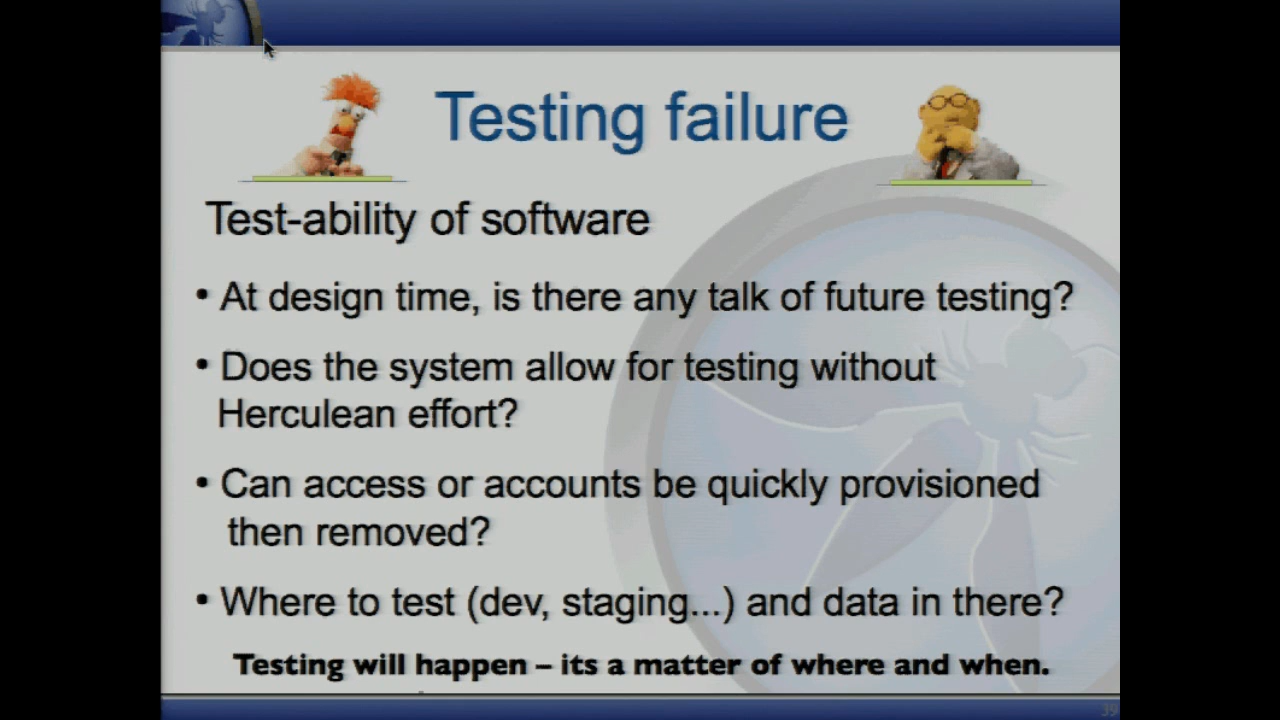 Testing failure
Test-ability of software
• At design time, is there any talk of future testing?
• Does the system allow for testing without
Herculean effort?
• Can access or accounts be quickly provisioned
then removed?
• Where to test (dev, staging...) and data in there?
Testing will happen – its a matter of where and when.
39